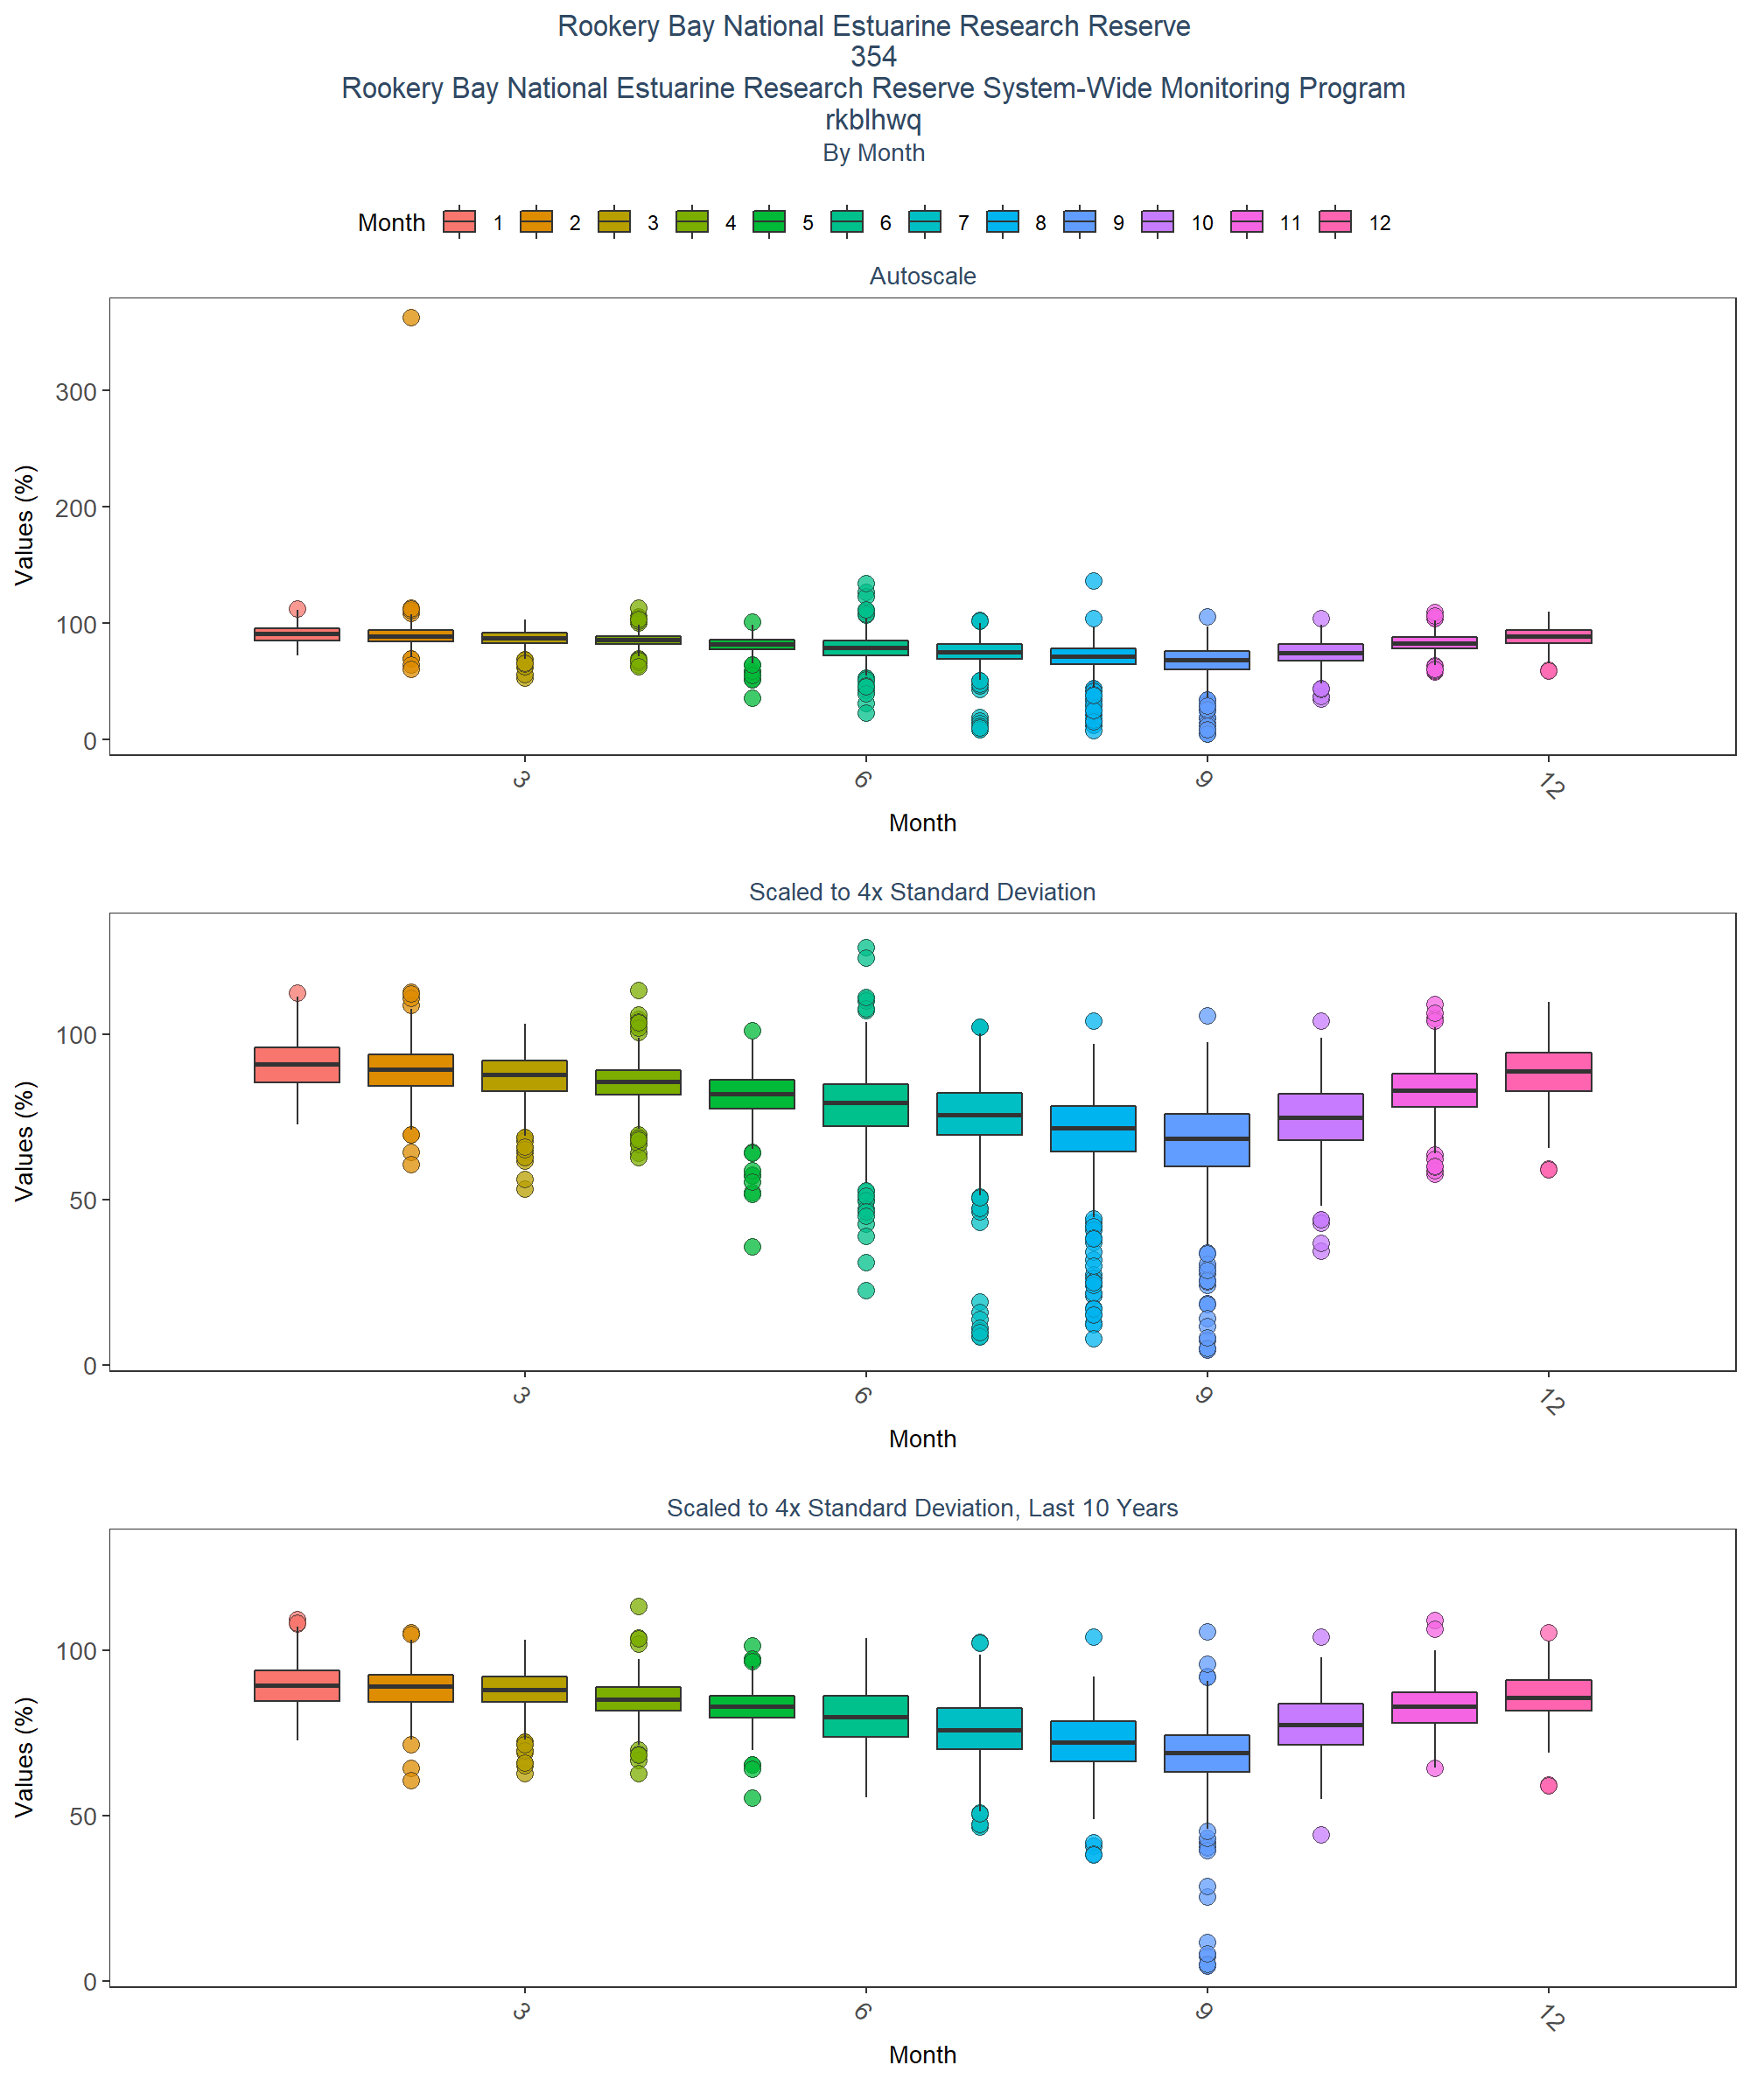 Rookery Bay National Estuarine Research Reserve
354
Rookery Bay National Estuarine Research Reserve System-Wide Monitoring Program
rkblhwq
By Month
Month 1 2 3 4 5 6 7 8 9 10 11 12
Autoscale
Values (%)
300
200
100
0
3 6 9 12
Month
Scaled to 4x Standard Deviation
Values (%)
100
50
0
3 6 9 12
Month
Scaled to 4x Standard Deviation, Last 10 Years
Values (%)
100
50
0
3 6 9 12
Month